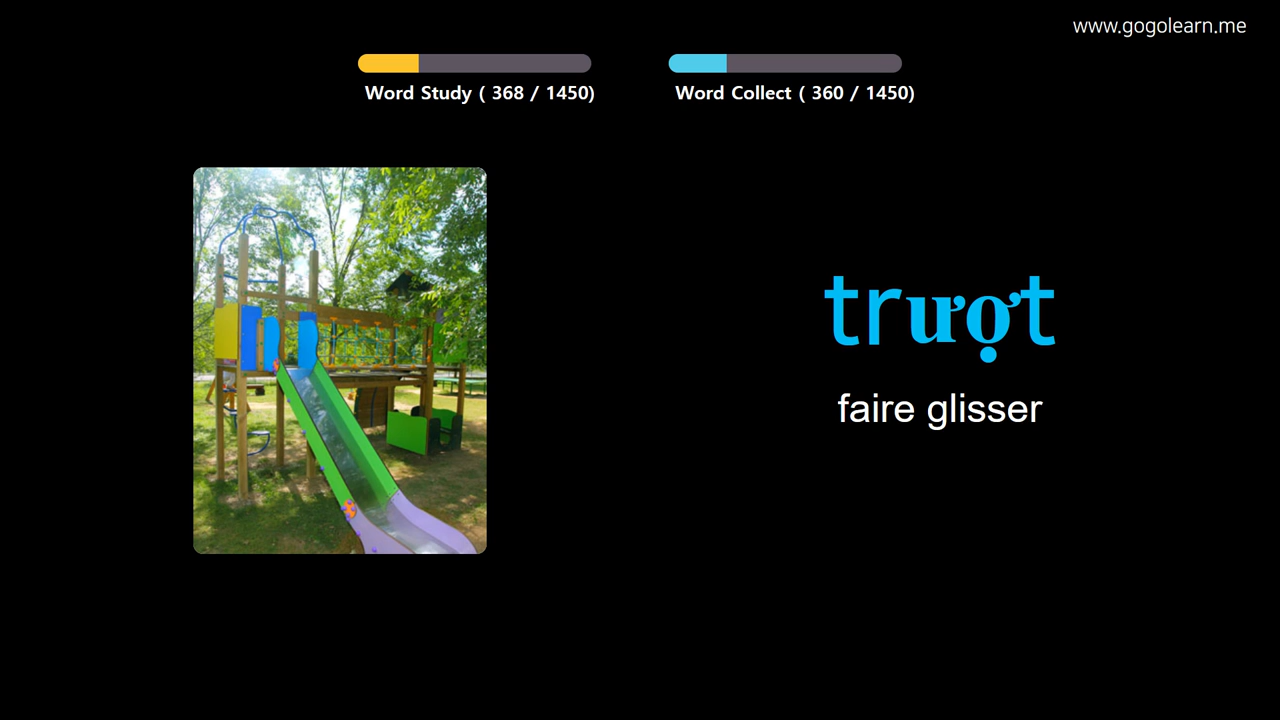 www.gogolearn.me
Word Study ( 368 / 1450)
Word Collect ( 360 / 1450)
trượt
faire glisser